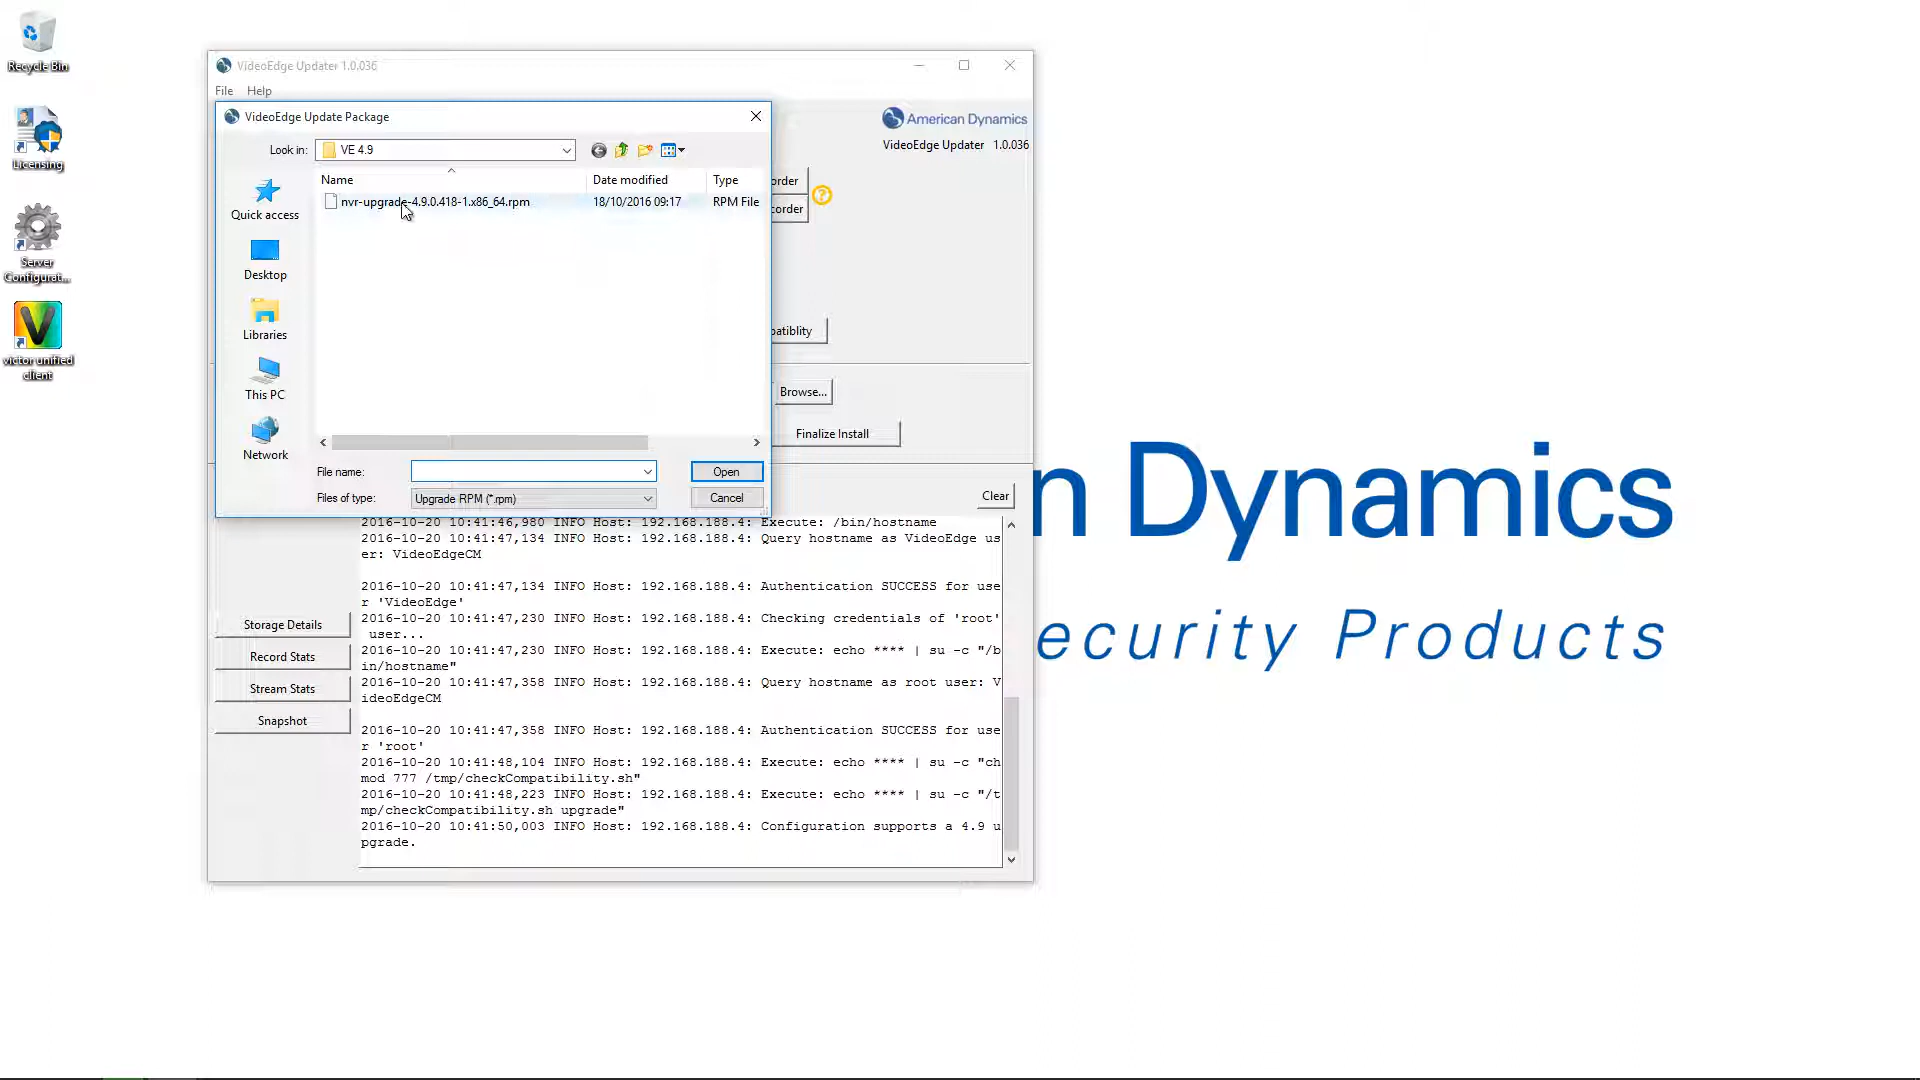 Recycle Bin
Licensing
Server
Configurat...
victor unified
client
VideoEdge Updater 1.0.036
File Help
American Dynamics
VideoEdge Updater 1.0.036
VideoEdge Update Package
Look in: VE 4.9
Name Date modified Type
nvr-upgrade-4.9.0.418-1.x86_64.rpm 18/10/2016 09:17 RPM File
Quick access
Desktop
Libraries
This PC
Network
File name: Open
Files of type: Upgrade RPM (*.rpm) Cancel
order
corder
patiblity
Browse...
Finalize Install
Clear
Storage Details
Record Stats
Stream Stats
Snapshot
2016-10-20 10:41:46,980 INFO Host: 192.168.188.4: Execute: /bin/hostname
2016-10-20 10:41:47,134 INFO Host: 192.168.188.4: Query hostname as VideoEdge us
er: VideoEdgeCM
2016-10-20 10:41:47,134 INFO Host: 192.168.188.4: Authentication SUCCESS for use
r 'VideoEdge'
2016-10-20 10:41:47,230 INFO Host: 192.168.188.4: Checking credentials of 'root'
user...
2016-10-20 10:41:47,230 INFO Host: 192.168.188.4: Execute: echo **** | su -c "/b
in/hostname"
2016-10-20 10:41:47,358 INFO Host: 192.168.188.4: Query hostname as root user: V
ideoEdgeCM
2016-10-20 10:41:47,358 INFO Host: 192.168.188.4: Authentication SUCCESS for use
r 'root'
2016-10-20 10:41:48,104 INFO Host: 192.168.188.4: Execute: echo **** | su -c "ch
mod 777 /tmp/checkCompatibility.sh"
2016-10-20 10:41:48,223 INFO Host: 192.168.188.4: Execute: echo **** | su -c "/t
mp/checkCompatibility.sh upgrade"
2016-10-20 10:41:50,003 INFO Host: 192.168.188.4: Configuration supports a 4.9 u
pgrade.
n Dynamics
ecurity Products